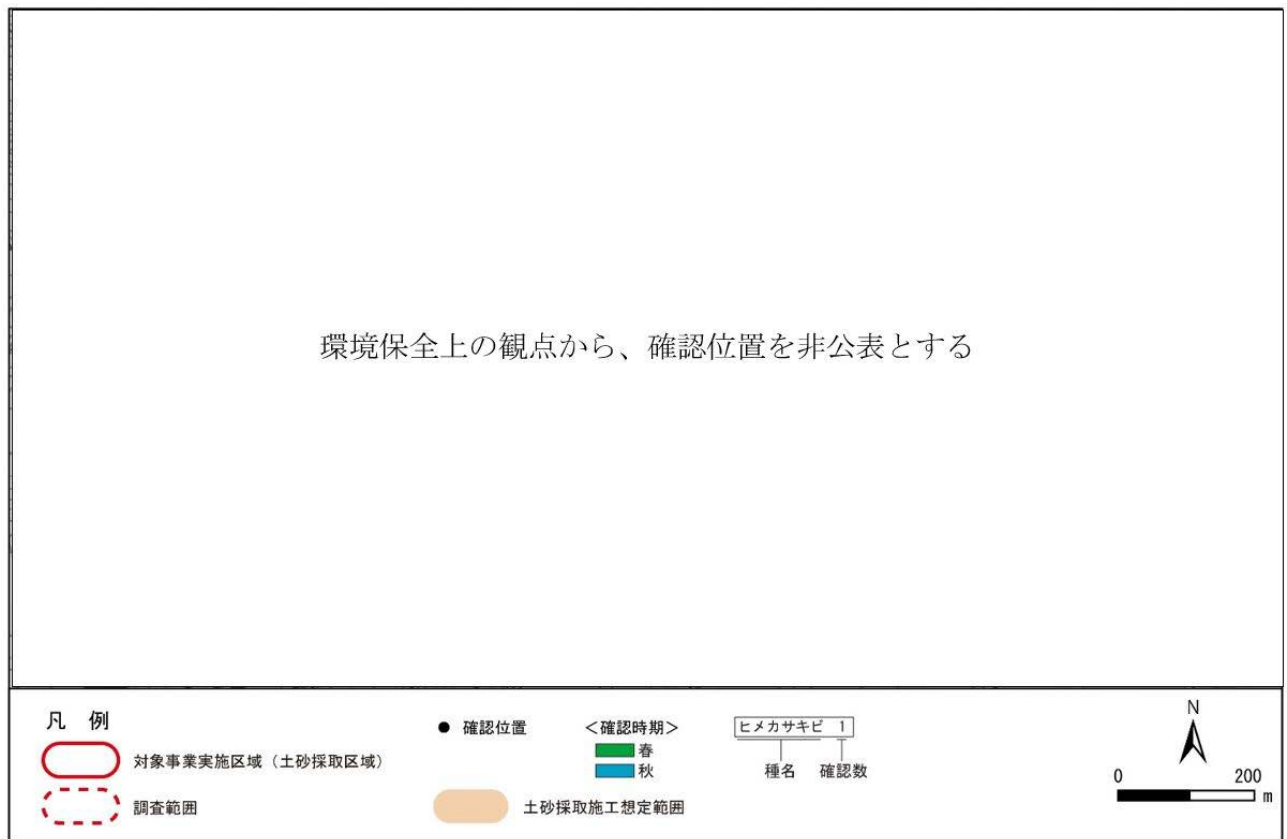 環境保全上の観点から、確認位置を非公表とする
凡 例
対象事業実施区域（土砂採取区域）
調査範囲
● 確認位置
＜確認時期＞
春
秋
土砂採取施工想定範囲
ヒメカサキビ 1
種名 確認数
N
0 200
m